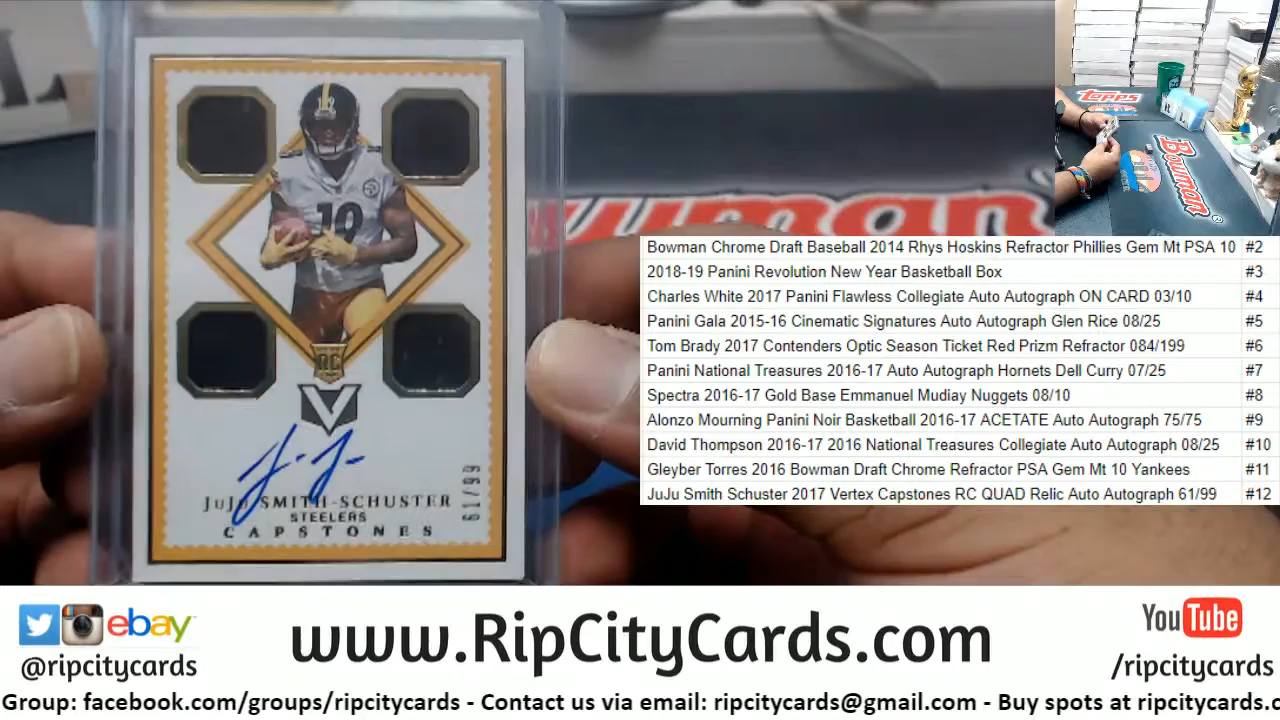 19
RC
V
JuJu SMITH-SCHUSTER
STEELERS
CAPSTONES
61/99
wman
Topps
Bowman
Bowman Chrome Draft Baseball 2014 Rhys Hoskins Refractor Phillies Gem Mt PSA 10 #2
2018-19 Panini Revolution New Year Basketball Box #3
Charles White 2017 Panini Flawless Collegiate Auto Autograph ON CARD 03/10 #4
Panini Gala 2015-16 Cinematic Signatures Auto Autograph Glen Rice 08/25 #5
Tom Brady 2017 Contenders Optic Season Ticket Red Prizm Refractor 084/199 #6
Panini National Treasures 2016-17 Auto Autograph Hornets Dell Curry 07/25 #7
Spectra 2016-17 Gold Base Emmanuel Mudiay Nuggets 08/10 #8
Alonzo Mourning Panini Noir Basketball 2016-17 ACETATE Auto Autograph 75/75 #9
David Thompson 2016-17 2016 National Treasures Collegiate Auto Autograph 08/25 #10
Gleyber Torres 2016 Bowman Draft Chrome Refractor PSA Gem Mt 10 Yankees #11
JuJu Smith Schuster 2017 Vertex Capstones RC QUAD Relic Auto Autograph 61/99 #12
ebay
@ripcitycards
www.RipCityCards.com
YouTube
/ripcitycards
Group: facebook.com/groups/ripcitycards - Contact us via email: ripcitycards@gmail.com - Buy spots at ripcitycards.c